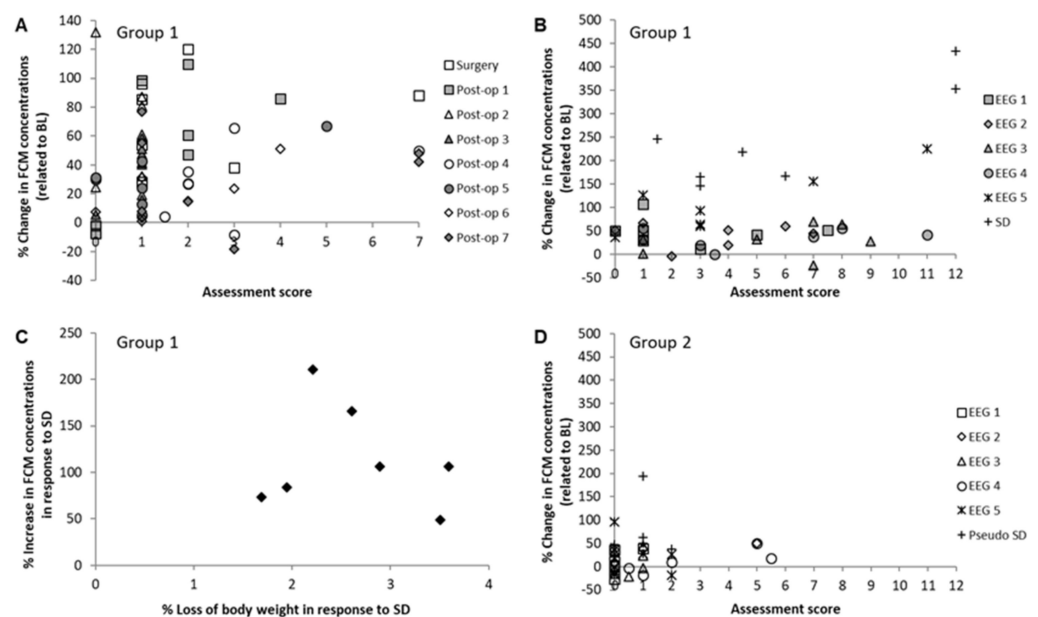 A
Group 1
% Change in FCM concentrations
(related to BL)
140
120
100
80
60
40
20
0
-20
-40
0
1
2
3
4
5
6
7
Assessment score
Surgery
Post-op 1
Post-op 2
Post-op 3
Post-op 4
Post-op 5
Post-op 6
Post-op 7
B
Group 1
% Change in FCM concentrations
(related to BL)
500
450
400
350
300
250
200
150
100
50
0
-50
0
1
2
3
4
5
6
7
8
9
10
11
12
Assessment score
EEG 1
EEG 2
EEG 3
EEG 4
EEG 5
SD
C
Group 1
% Increase in FCM concentrations
in response to SD
250
200
150
100
50
0
0
1
2
3
4
% Loss of body weight in response to SD
D
Group 2
% Change in FCM concentrations
(related to BL)
500
450
400
350
300
250
200
150
100
50
0
-50
0
1
2
3
4
5
6
7
8
9
10
11
12
Assessment score
EEG 1
EEG 2
EEG 3
EEG 4
EEG 5
Pseudo SD